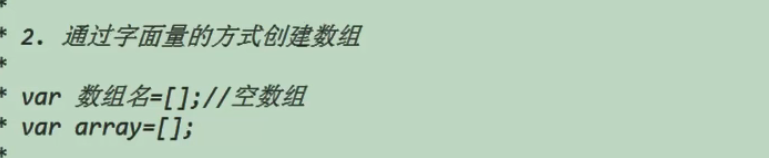 *
* 2. 通过字面量的方式创建数组
*
* var 数组名=[];//空数组
* var array=[];
*